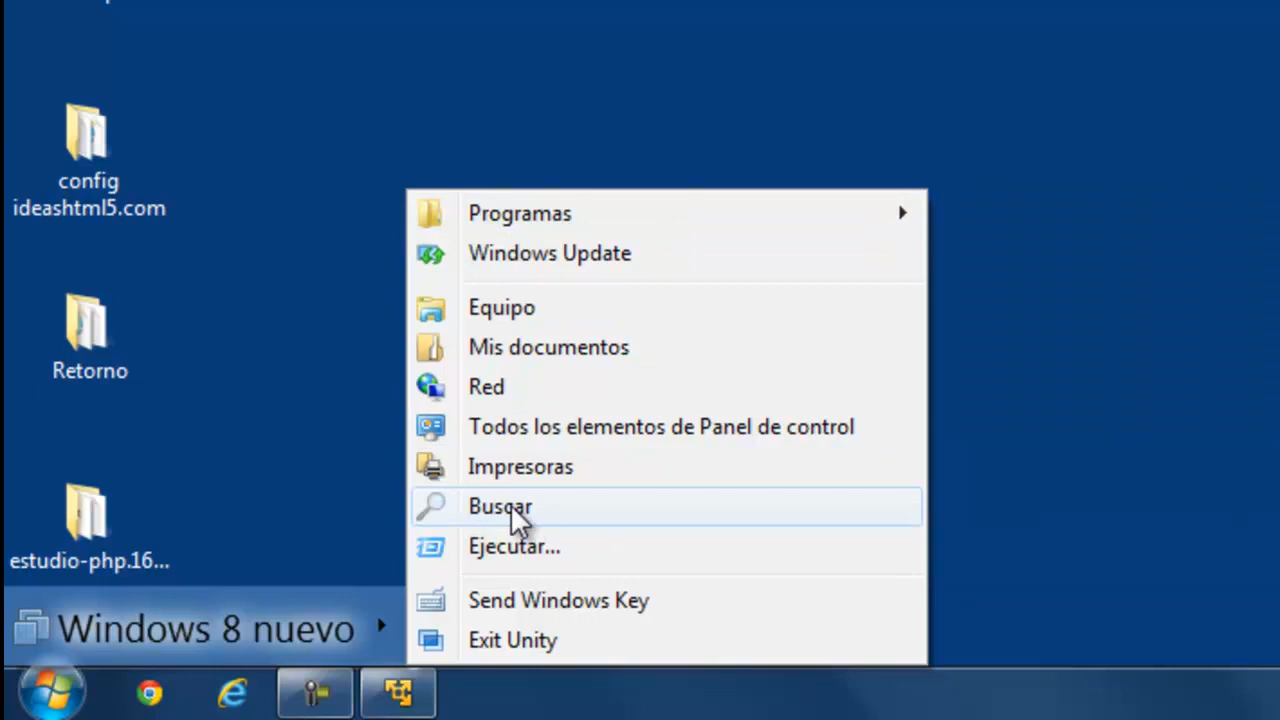 config
ideashtml5.com
Retorno
estudio-php.16...
Programas
Windows Update
Equipo
Mis documentos
Red
Todos los elementos de Panel de control
Impresoras
Buscar
Ejecutar...
Send Windows Key
Exit Unity
Windows 8 nuevo